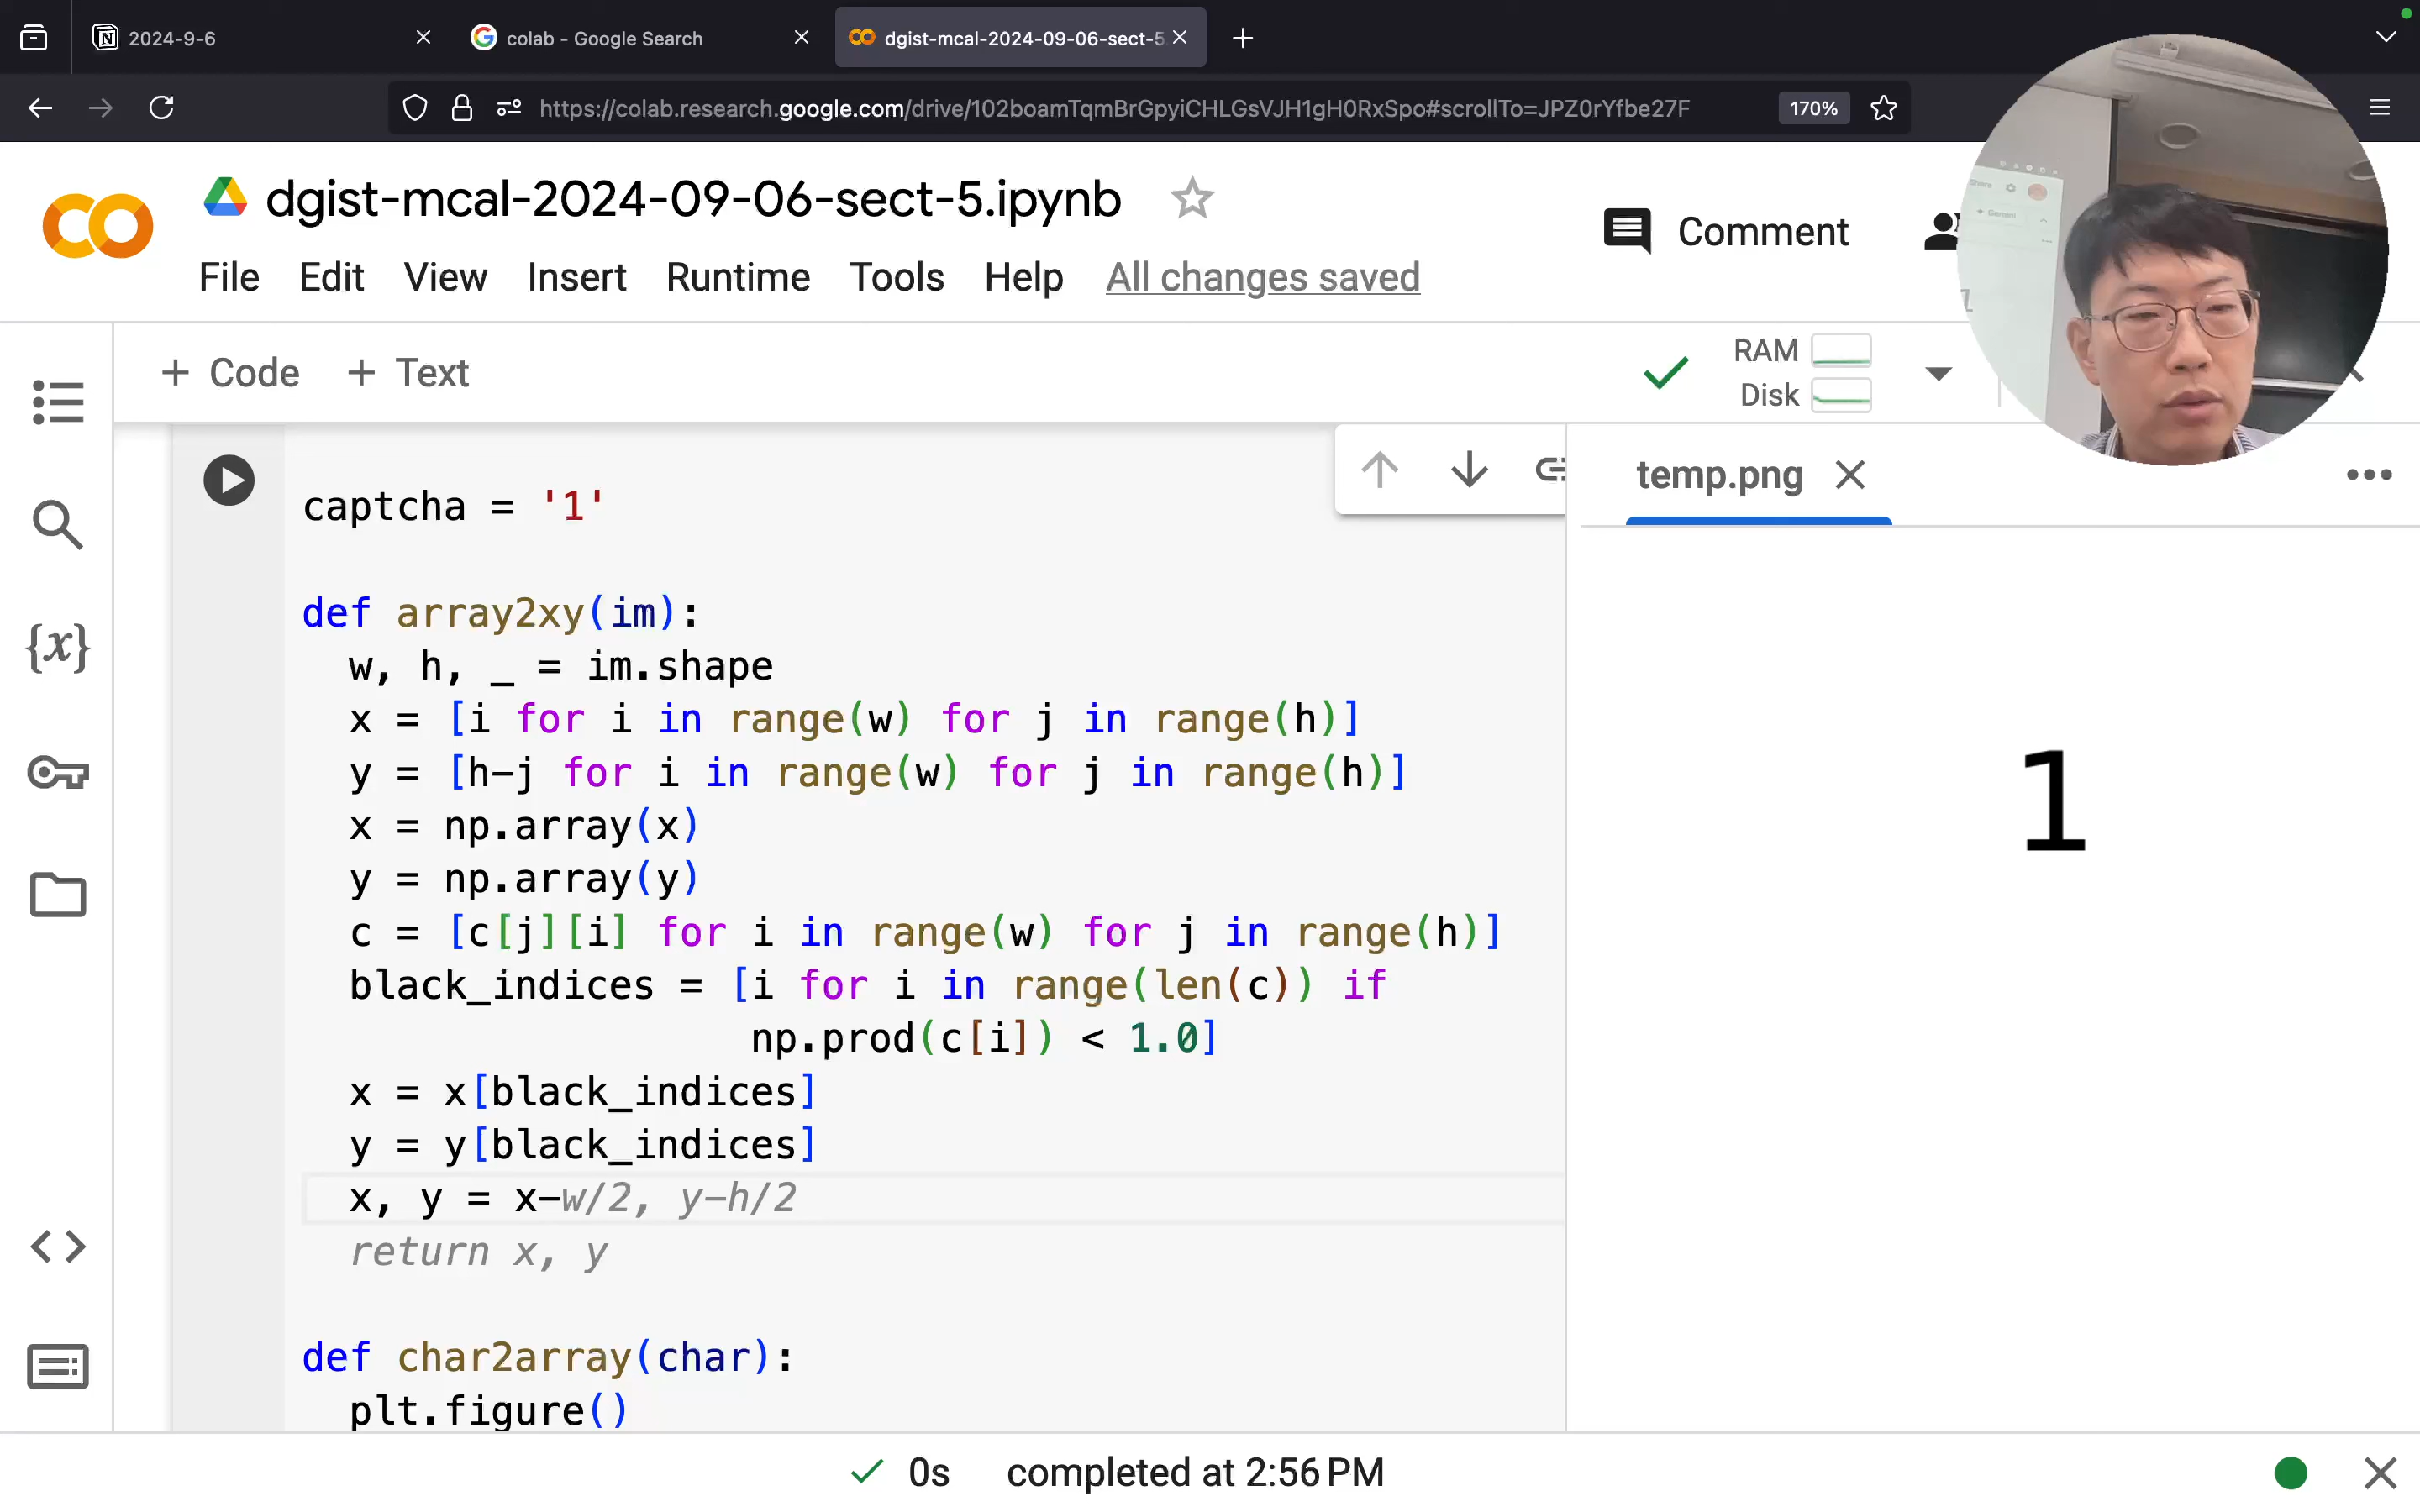 2024-9-6
colab - Google Search
dgist-mcal-2024-09-06-sect-5
https://colab.research.google.com/drive/102boamTqmBrGpyiCHLGsVJH1gH0RxSpo#scrollTo=JPZ0rYfbe27F
170%
dgist-mcal-2024-09-06-sect-5.ipynb
Comment
File Edit View Insert Runtime Tools Help All changes saved
+ Code + Text
RAM
Disk
temp.png
captcha = '1'
def array2xy(im):
w, h, _ = im.shape
x = [i for i in range(w) for j in range(h)]
y = [h-j for i in range(w) for j in range(h)]
x = np.array(x)
y = np.array(y)
c = [c[j][i] for i in range(w) for j in range(h)]
black_indices = [i for i in range(len(c)) if
np.prod(c[i]) < 1.0]
x = x[black_indices]
y = y[black_indices]
x, y = x-w/2, y-h/2
return x, y
def char2array(char):
plt.figure()
1
0s completed at 2:56 PM